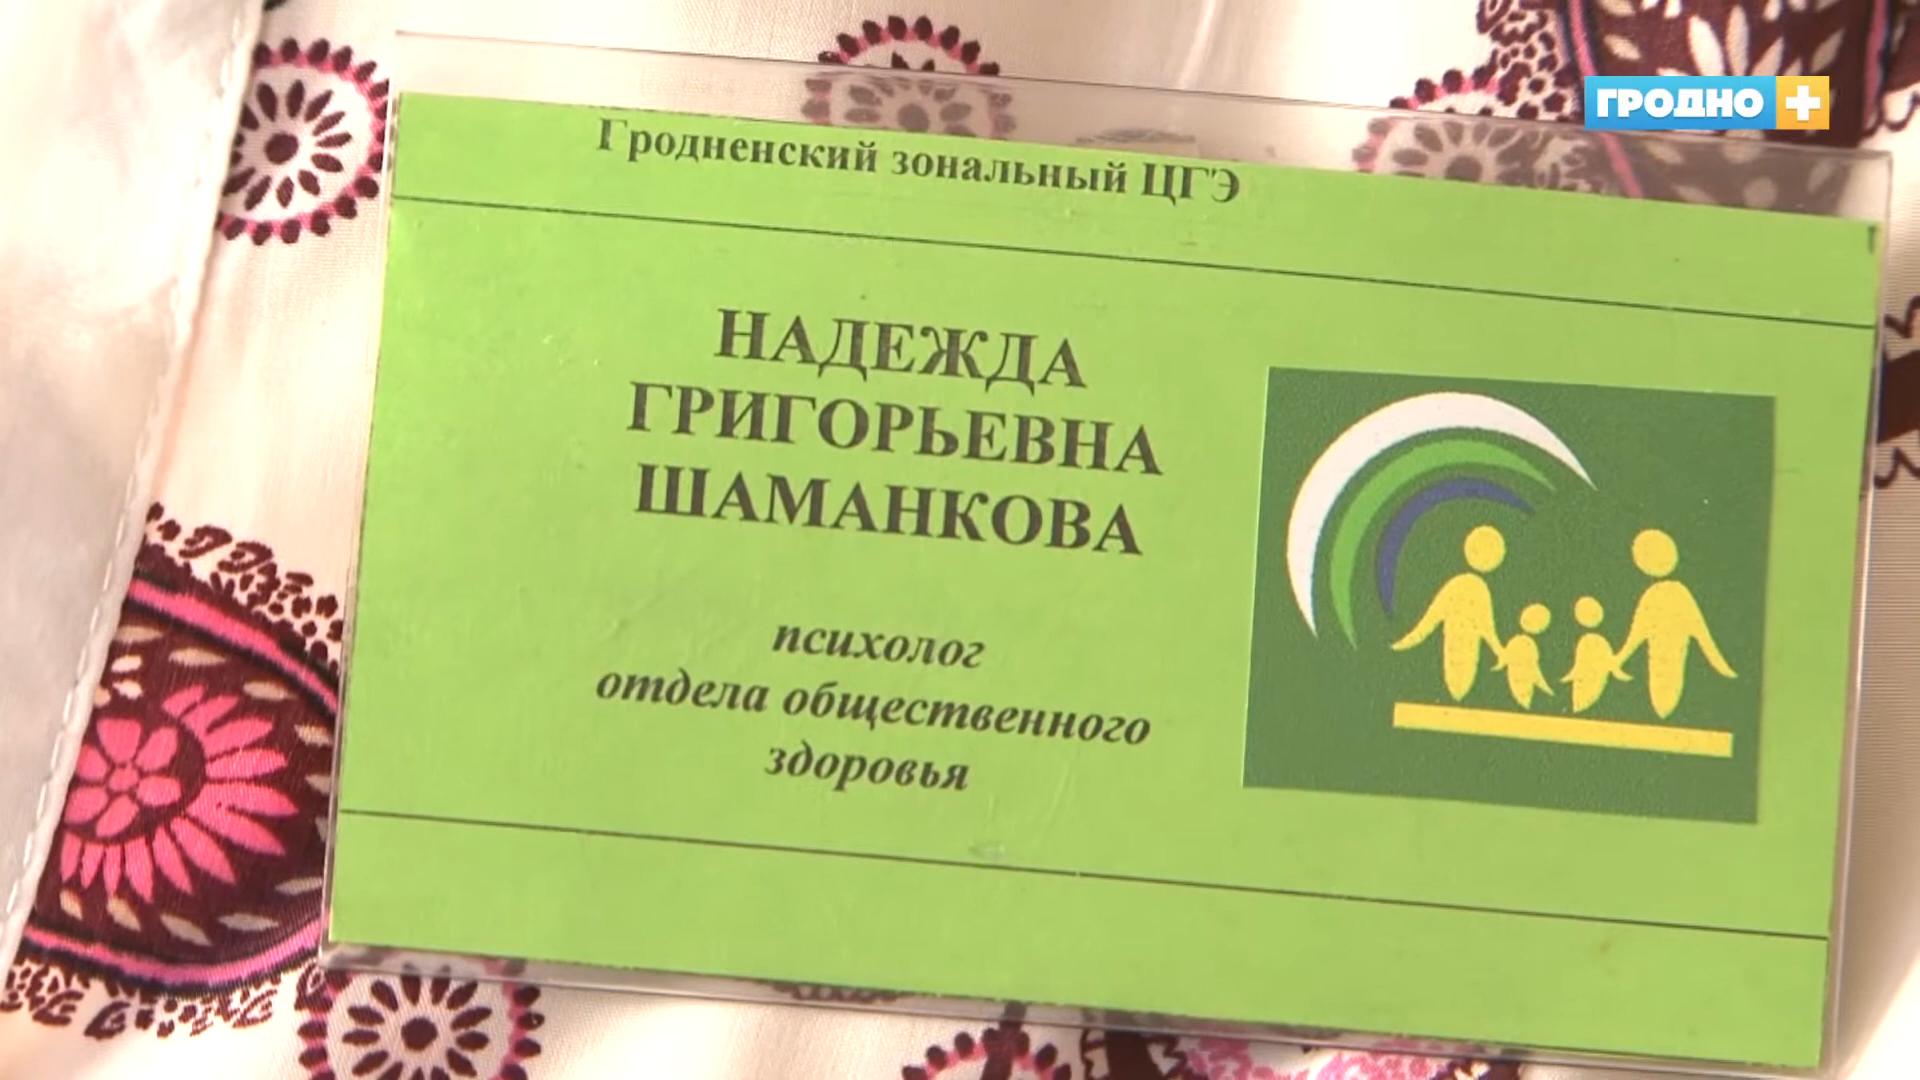 ГРОДНО +
Гродненский зональный ЦГЭ
НАДЕЖДА
ГРИГОРЬЕВНА
ШАМАНКОВА
психолог
отдела общественного
здоровья